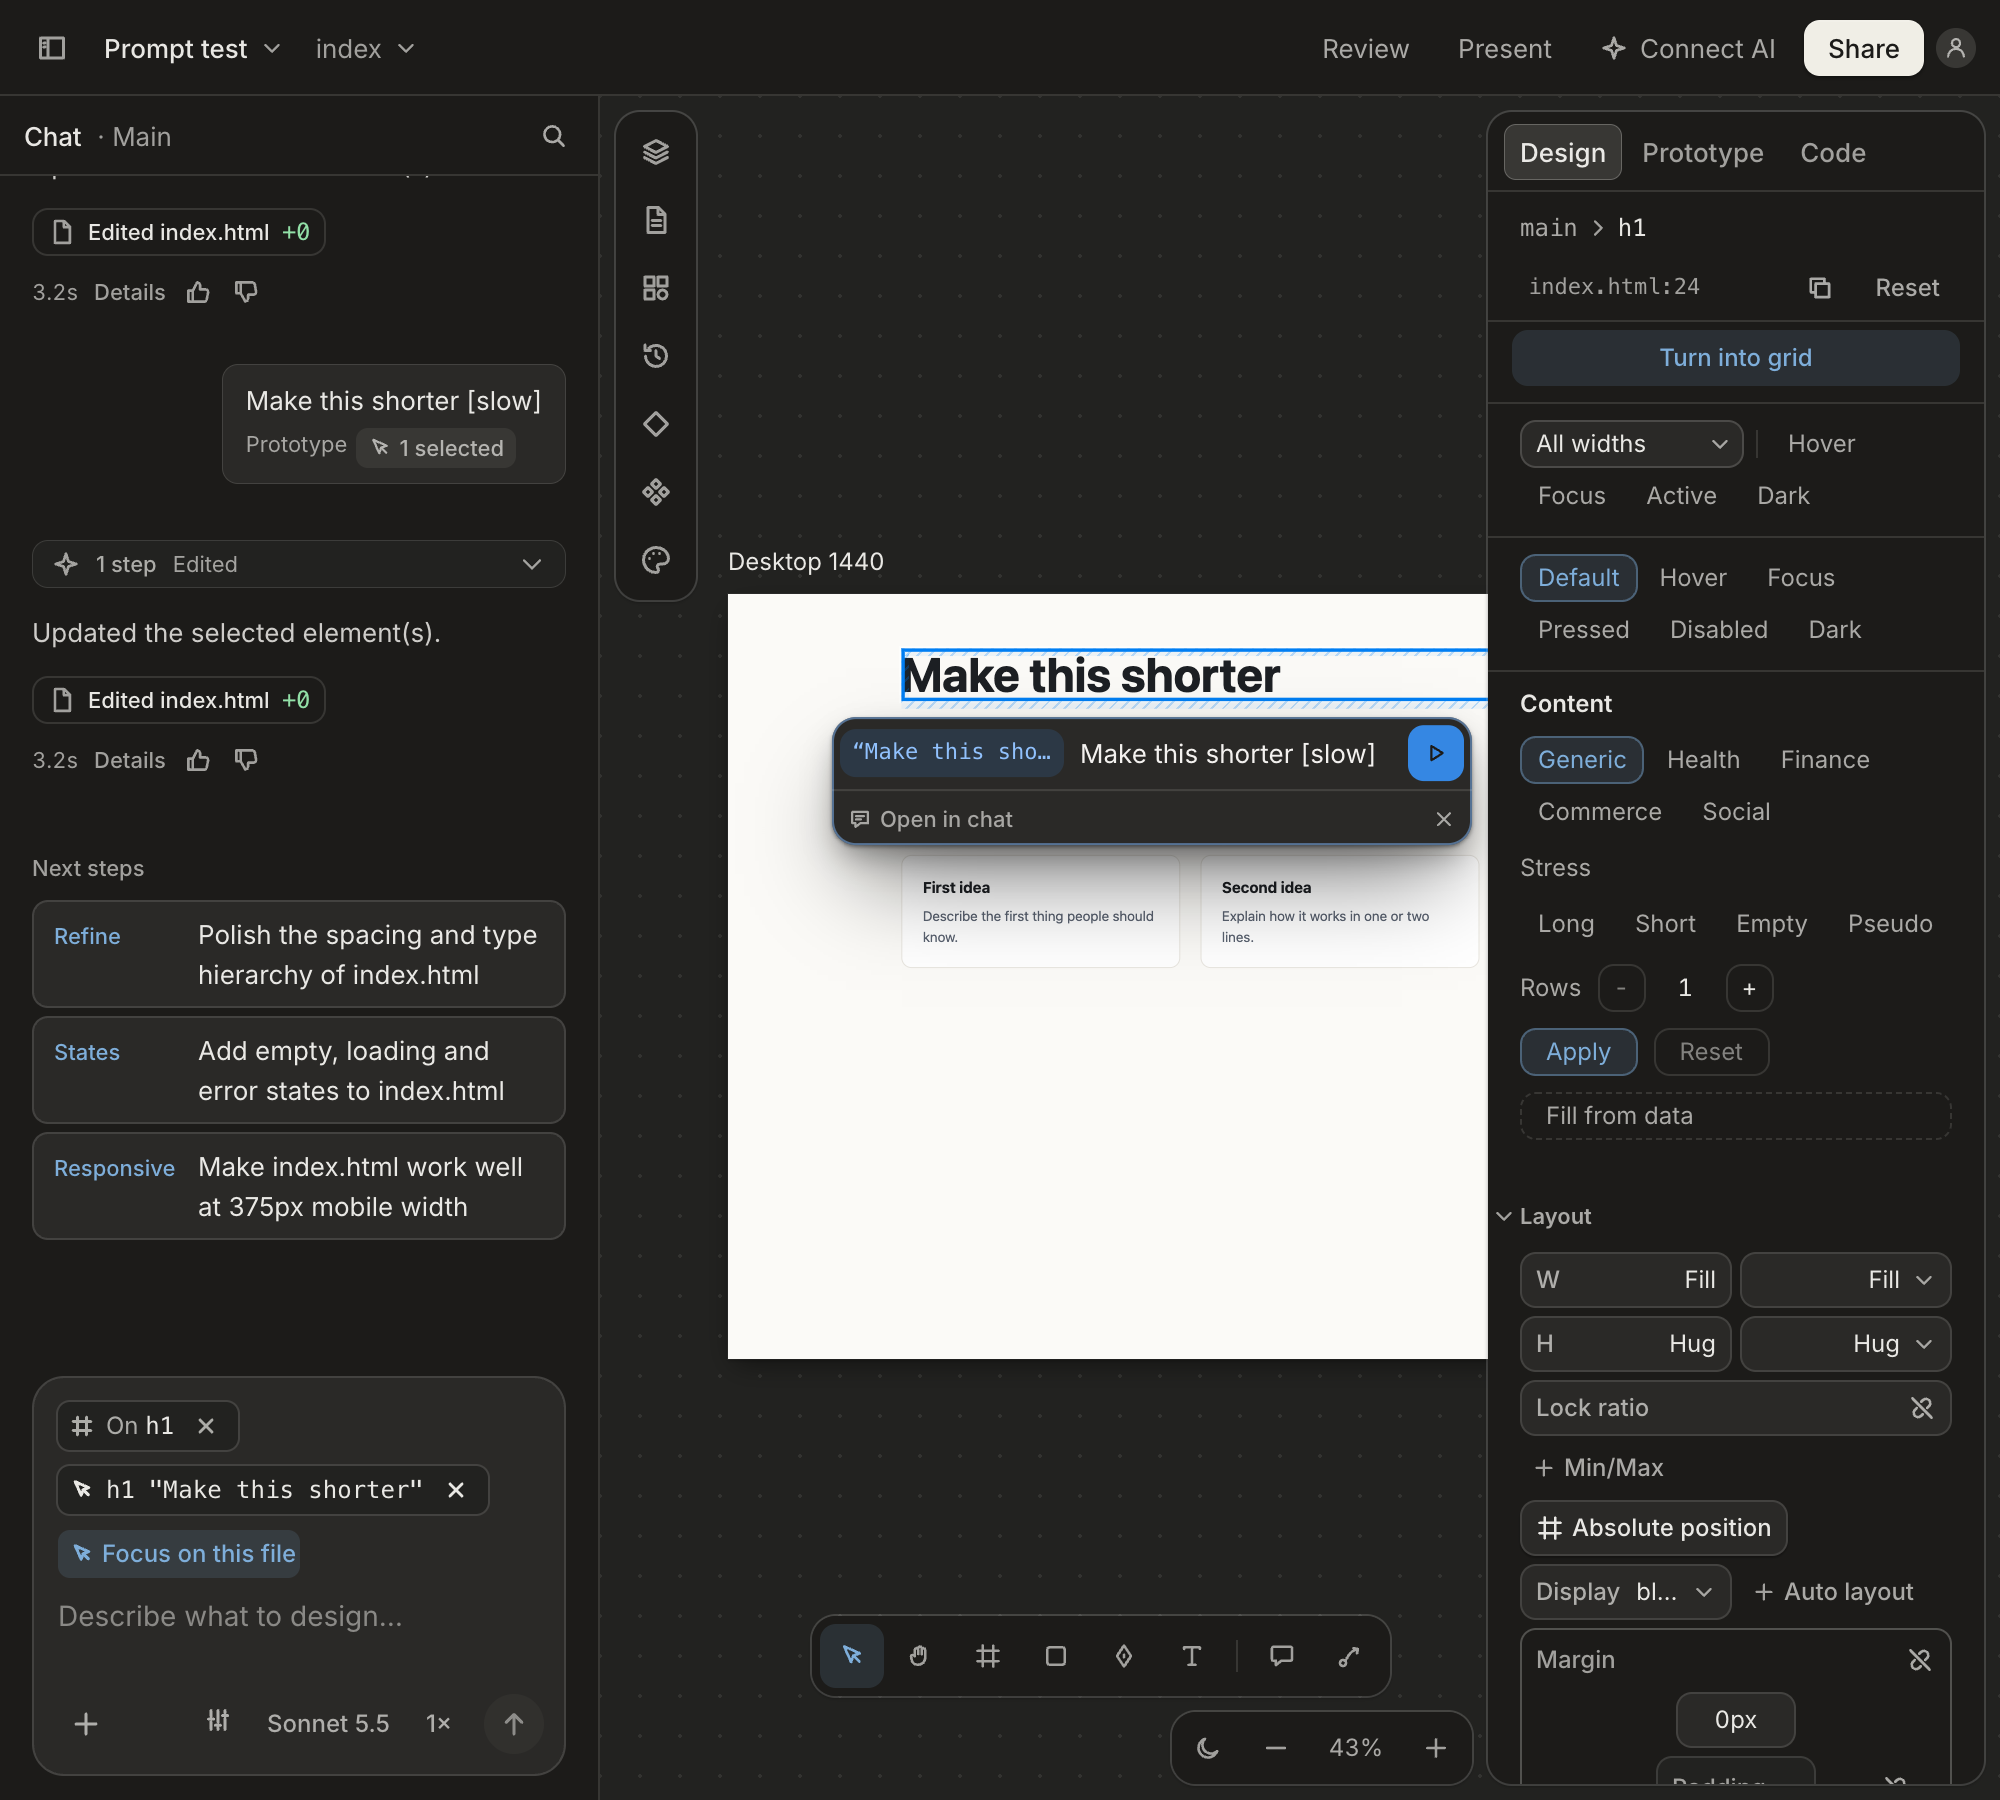 Prompt test
index
Review
Present
Connect AI
Share
Chat · Main
Edited index.html +0
3.2s Details
Make this shorter [slow]
Prototype 1 selected
1 step Edited
Updated the selected element(s).
Edited index.html +0
3.2s Details
Next steps
Refine
Polish the spacing and type
hierarchy of index.html
States
Add empty, loading and
error states to index.html
Responsive
Make index.html work well
at 375px mobile width
On h1
h1 "Make this shorter"
Focus on this file
Describe what to design...
Sonnet 5.5 1×
Desktop 1440
Make this shorter
“Make this sho…
Make this shorter [slow]
Open in chat
First idea
Describe the first thing people should
know.
Second idea
Explain how it works in one or two
lines.
43%
Design Prototype Code
main > h1
index.html:24
Reset
Turn into grid
All widths
Hover
Focus Active Dark
Default Hover Focus
Pressed Disabled Dark
Content
Generic Health Finance
Commerce Social
Stress
Long Short Empty Pseudo
Rows - 1 +
Apply Reset
Fill from data
Layout
W Fill Fill
H Hug Hug
Lock ratio
+ Min/Max
Absolute position
Display bl... + Auto layout
Margin
0px
Padding